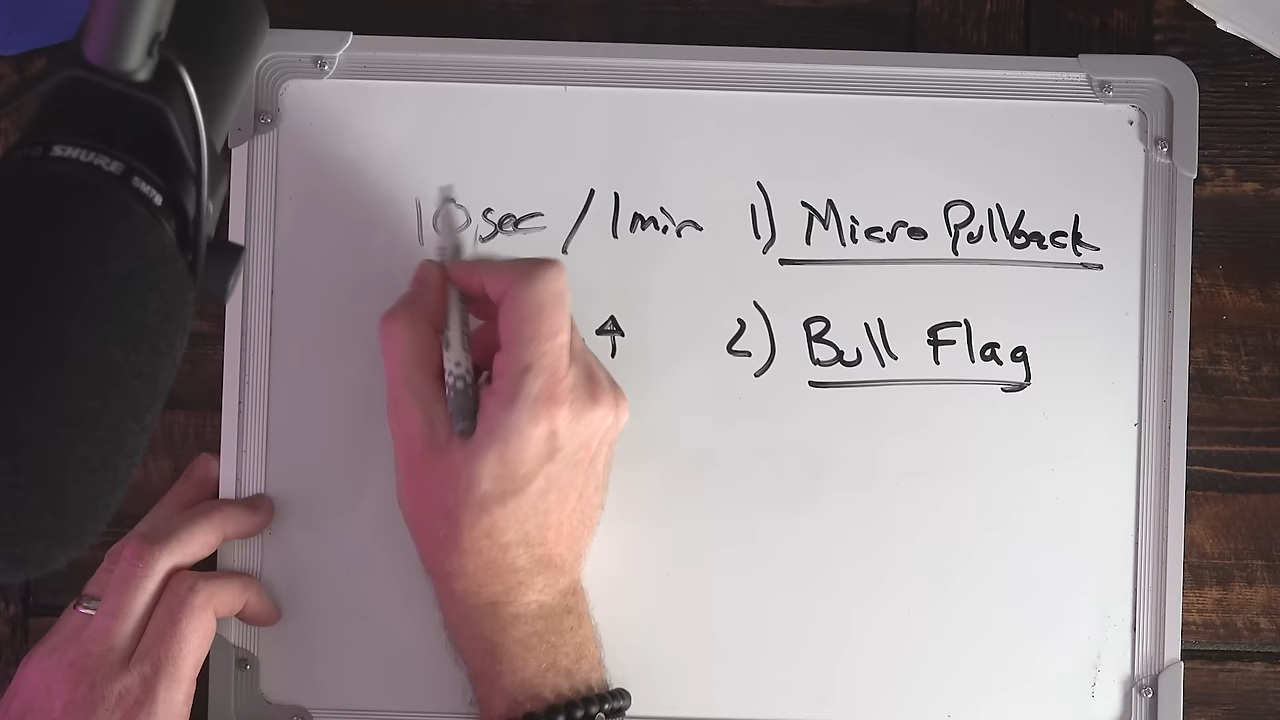 SHURE SM7B
10 sec / 1 min 1) Micro Pullback
↑ 2) Bull Flag